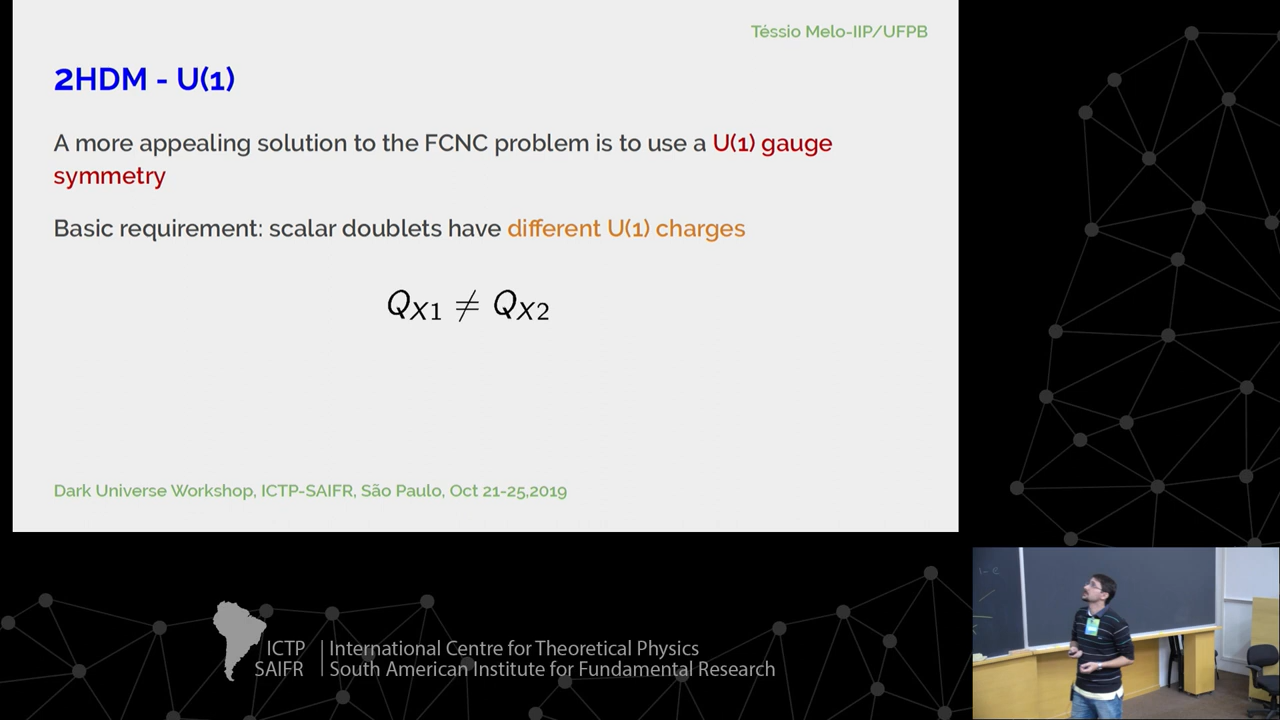 Téssio Melo-IIP/UFPB
2HDM - U(1)
A more appealing solution to the FCNC problem is to use a U(1) gauge
symmetry
Basic requirement: scalar doublets have different U(1) charges
Q_{X1} ≠ Q_{X2}
Dark Universe Workshop, ICTP-SAIFR, São Paulo, Oct 21-25,2019
ICTP | International Centre for Theoretical Physics
SAIFR | South American Institute for Fundamental Research